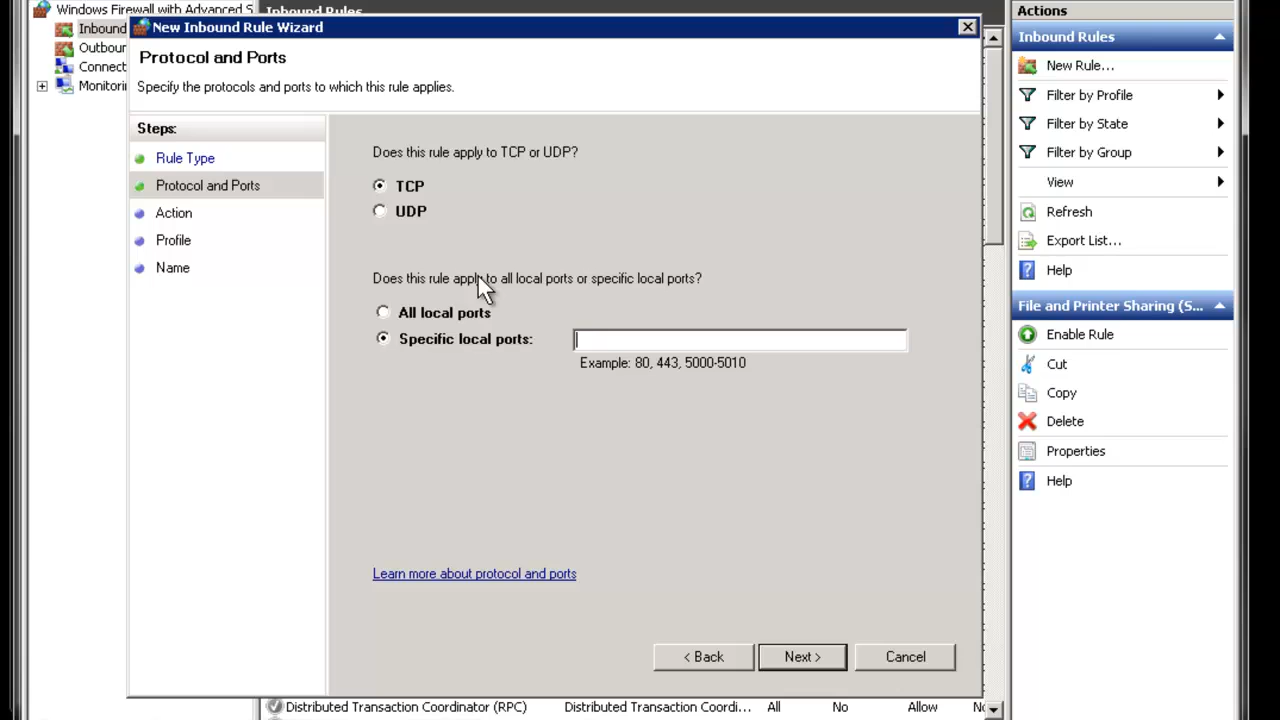 Windows Firewall with Advanced S
Inbound
Outboun
Connect
Monitorin
Inbound Rules
New Inbound Rule Wizard
Protocol and Ports
Specify the protocols and ports to which this rule applies.
Steps:
Rule Type
Protocol and Ports
Action
Profile
Name
Does this rule apply to TCP or UDP?
TCP
UDP
Does this rule apply to all local ports or specific local ports?
All local ports
Specific local ports:
Example: 80, 443, 5000-5010
Learn more about protocol and ports
< Back
Next >
Cancel
Distributed Transaction Coordinator (RPC) Distributed Transaction Coordi... All No Allow
Actions
Inbound Rules
New Rule...
Filter by Profile
Filter by State
Filter by Group
View
Refresh
Export List...
Help
File and Printer Sharing (S...
Enable Rule
Cut
Copy
Delete
Properties
Help